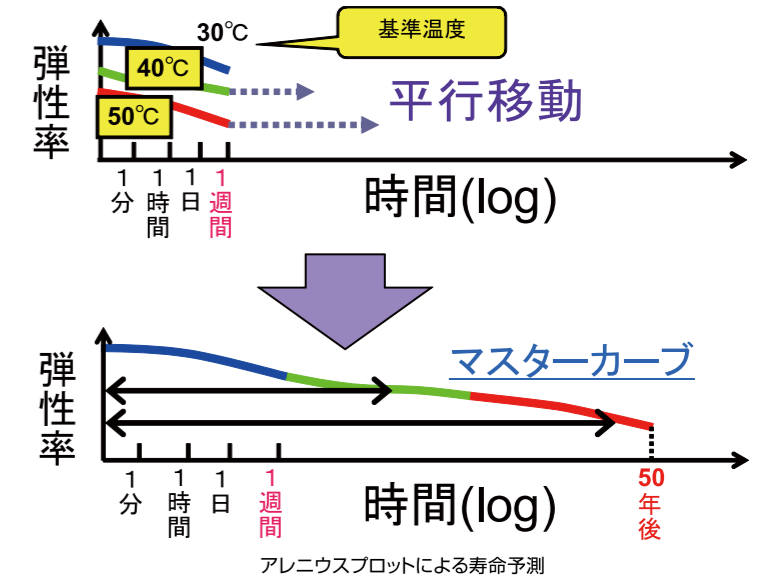 基準温度
30℃
40℃
50℃
弾性率
平行移動
1分
1時間
1日
1週間
時間(log)
マスターカーブ
弾性率
1分
1時間
1日
1週間
時間(log)
50年後
アレニウスプロットによる寿命予測